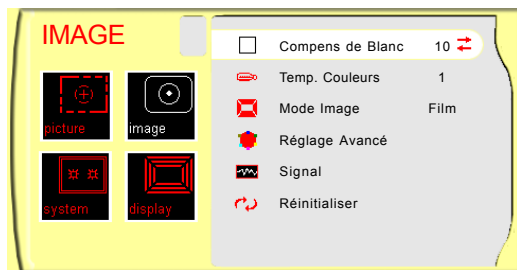 IMAGE
picture
image
system
display
Compens de Blanc 10
Temp. Couleurs 1
Mode Image Film
Réglage Avancé
Signal
Réinitialiser